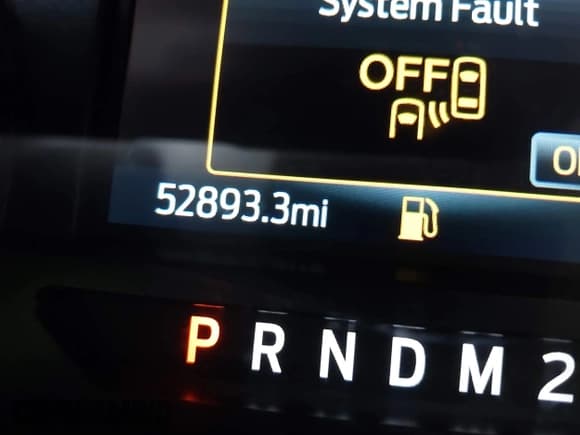 System Fault
OFF
52893.3mi
P R N D M 2